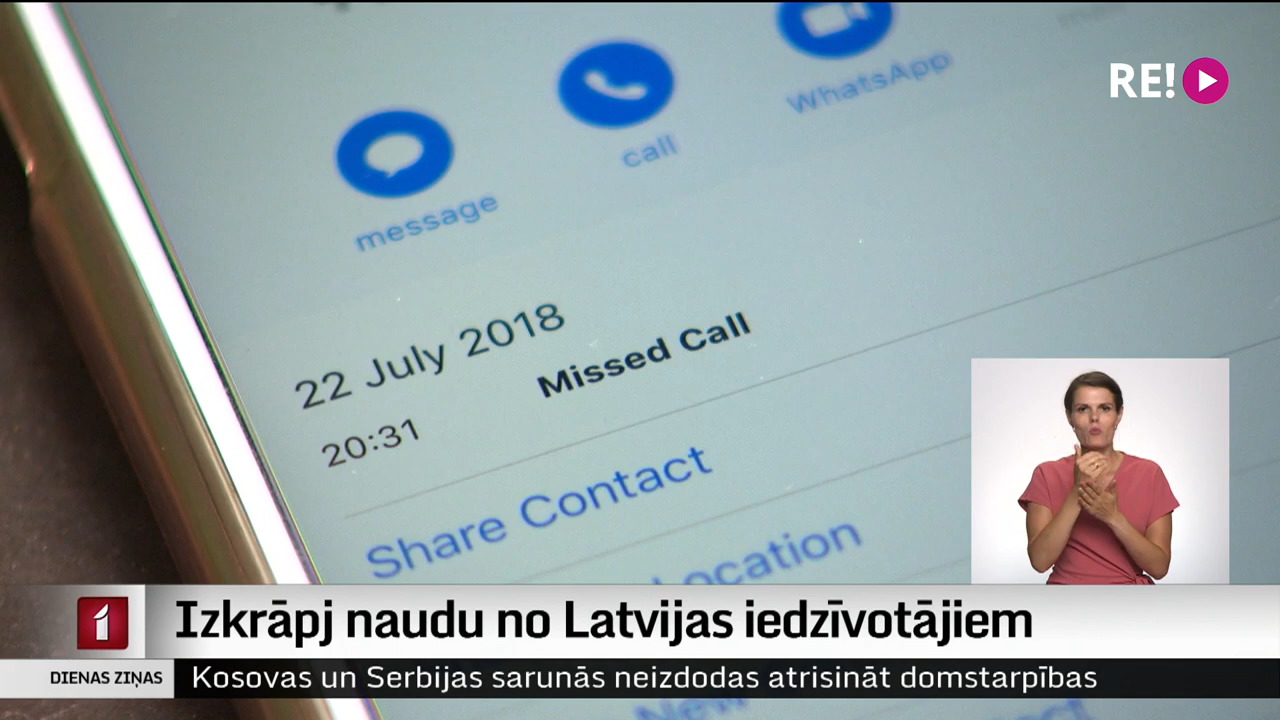 RE!
WhatsApp
call
message
22 July 2018
Missed Call
20:31
Share Contact
Location
1
Izkrāpj naudu no Latvijas iedzīvotājiem
DIENAS ZIŅAS
Kosovas un Serbijas sarunās neizdodas atrisināt domstarpības